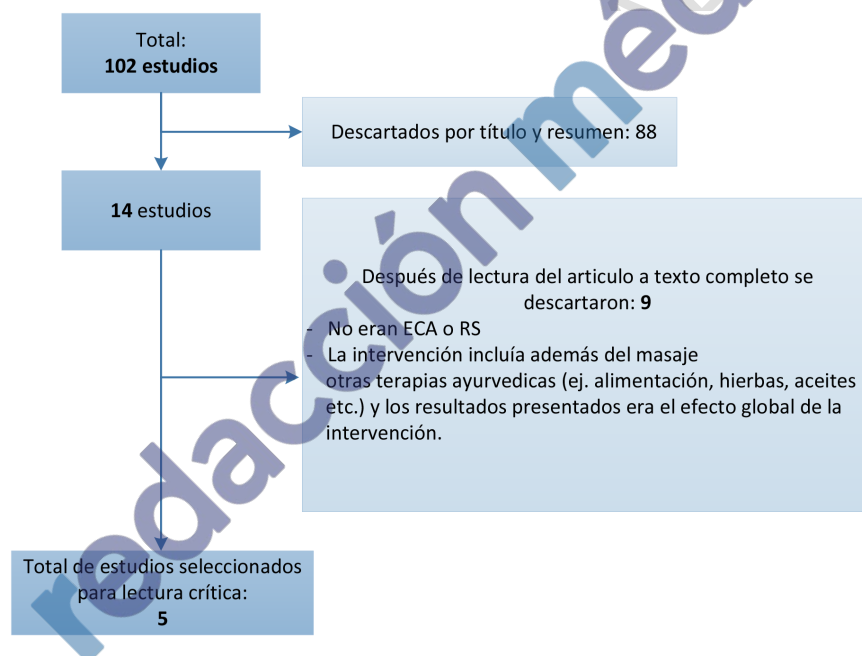 Total:
102 estudios
Descartados por título y resumen: 88
14 estudios
Después de lectura del articulo a texto completo se
descartaron: 9
- No eran ECA o RS
- La intervención incluía además del masaje
otras terapias ayurvedicas (ej. alimentación, hierbas, aceites
etc.) y los resultados presentados era el efecto global de la
intervención.
Total de estudios seleccionados
para lectura crítica:
5
redacción méd